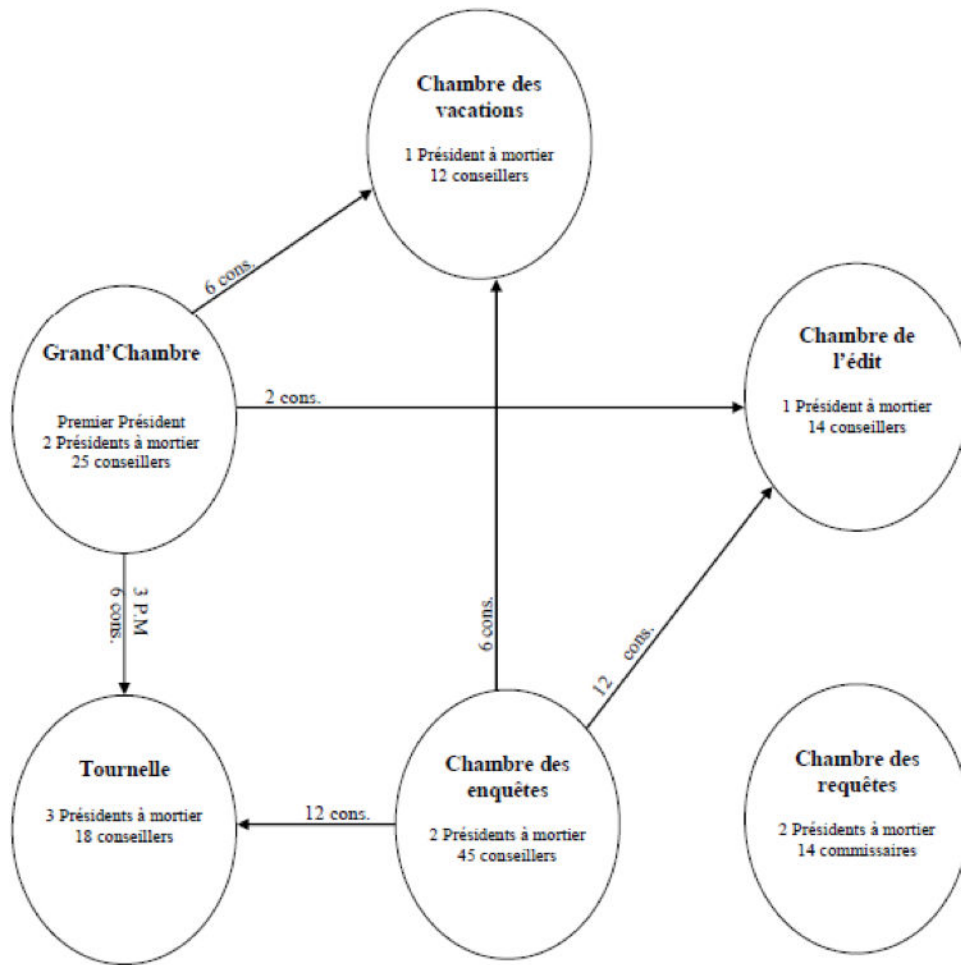 Chambre des
vacations
1 Président à mortier
12 conseillers
6 cons.
Grand’Chambre
Premier Président
2 Présidents à mortier
25 conseillers
2 cons.
Chambre de
l’édit
1 Président à mortier
14 conseillers
3 P.M
6 cons.
6 cons.
12 cons.
Tournelle
3 Présidents à mortier
18 conseillers
12 cons.
Chambre des
enquêtes
2 Présidents à mortier
45 conseillers
Chambre des
requêtes
2 Présidents à mortier
14 commissaires